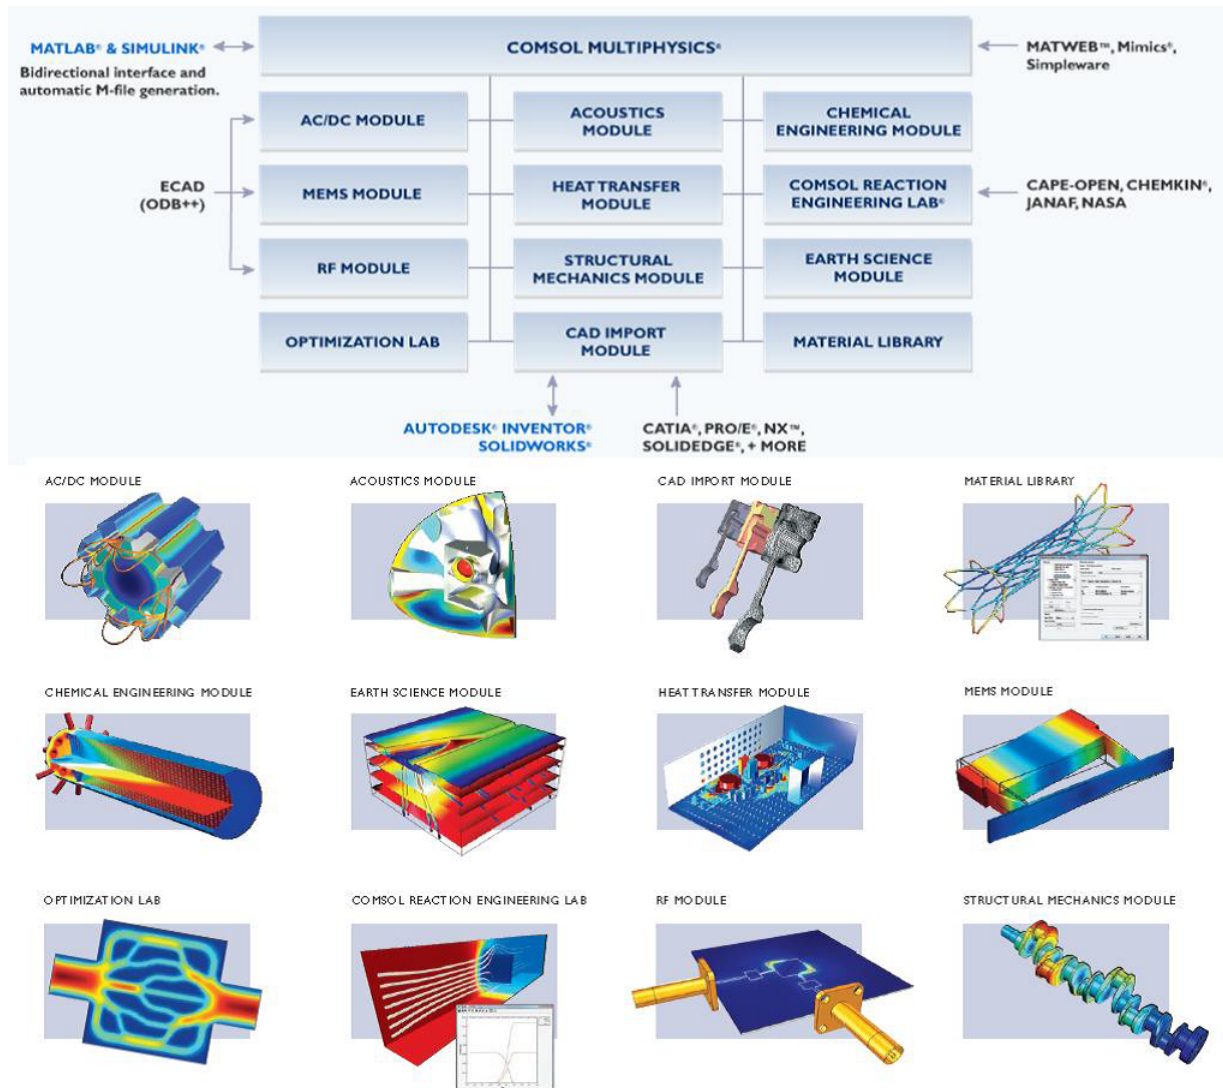 MATLAB® & SIMULINK®
COMSOL MULTIPHYSICS®
MATWEB™, Mimics®,
Simpleware
Bidirectional interface and
automatic M-file generation.
AC/DC MODULE
ACOUSTICS
MODULE
CHEMICAL
ENGINEERING MODULE
ECAD
(ODB++)
MEMS MODULE
HEAT TRANSFER
MODULE
COMSOL REACTION
ENGINEERING LAB®
CAPE-OPEN, CHEMKIN®,
JANAF, NASA
RF MODULE
STRUCTURAL
MECHANICS MODULE
EARTH SCIENCE
MODULE
OPTIMIZATION LAB
CAD IMPORT
MODULE
MATERIAL LIBRARY
AUTODESK® INVENTOR®
SOLIDWORKS®
CATIA®, PRO/E®, NX™,
SOLIDEDGE®, + MORE
AC/DC MODULE
ACOUSTICS MODULE
CAD IMPORT MODULE
MATERIAL LIBRARY
CHEMICAL ENGINEERING MODULE
EARTH SCIENCE MODULE
HEAT TRANSFER MODULE
MEMS MODULE
OPTIMIZATION LAB
COMSOL REACTION ENGINEERING LAB
RF MODULE
STRUCTURAL MECHANICS MODULE